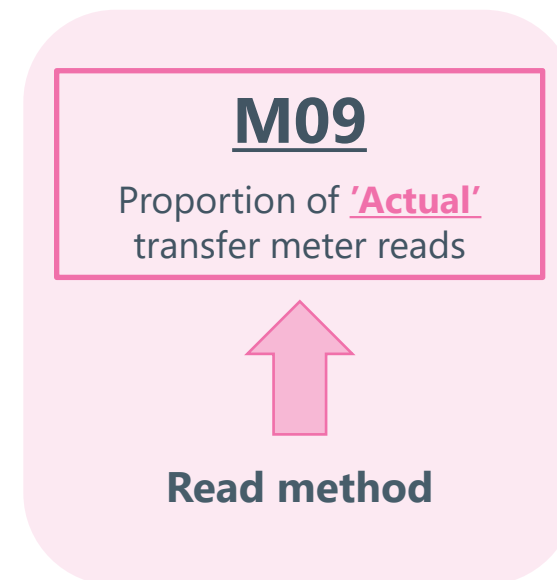 M09
Proportion of ’Actual’
transfer meter reads
Read method